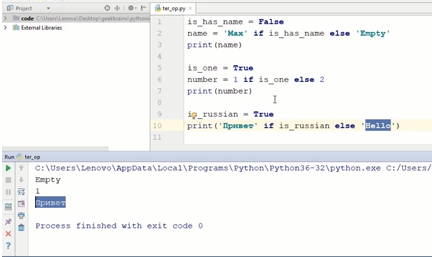 Project
ter_op.py
code C:\Users\Lenovo\Desktop\geekbrains\python
External Libraries
1 is_has_name = False
2 name = 'Max' if is_has_name else 'Empty'
3 print(name)
4
5 is_one = True
6 number = 1 if is_one else 2
7 print(number)
8
9 is_russian = True
10 print('Привет' if is_russian else 'Hello')
11
Run ter_op
C:\Users\Lenovo\AppData\Local\Programs\Python\Python36-32\python.exe C:/Users/
Empty
1
Привет
Process finished with exit code 0